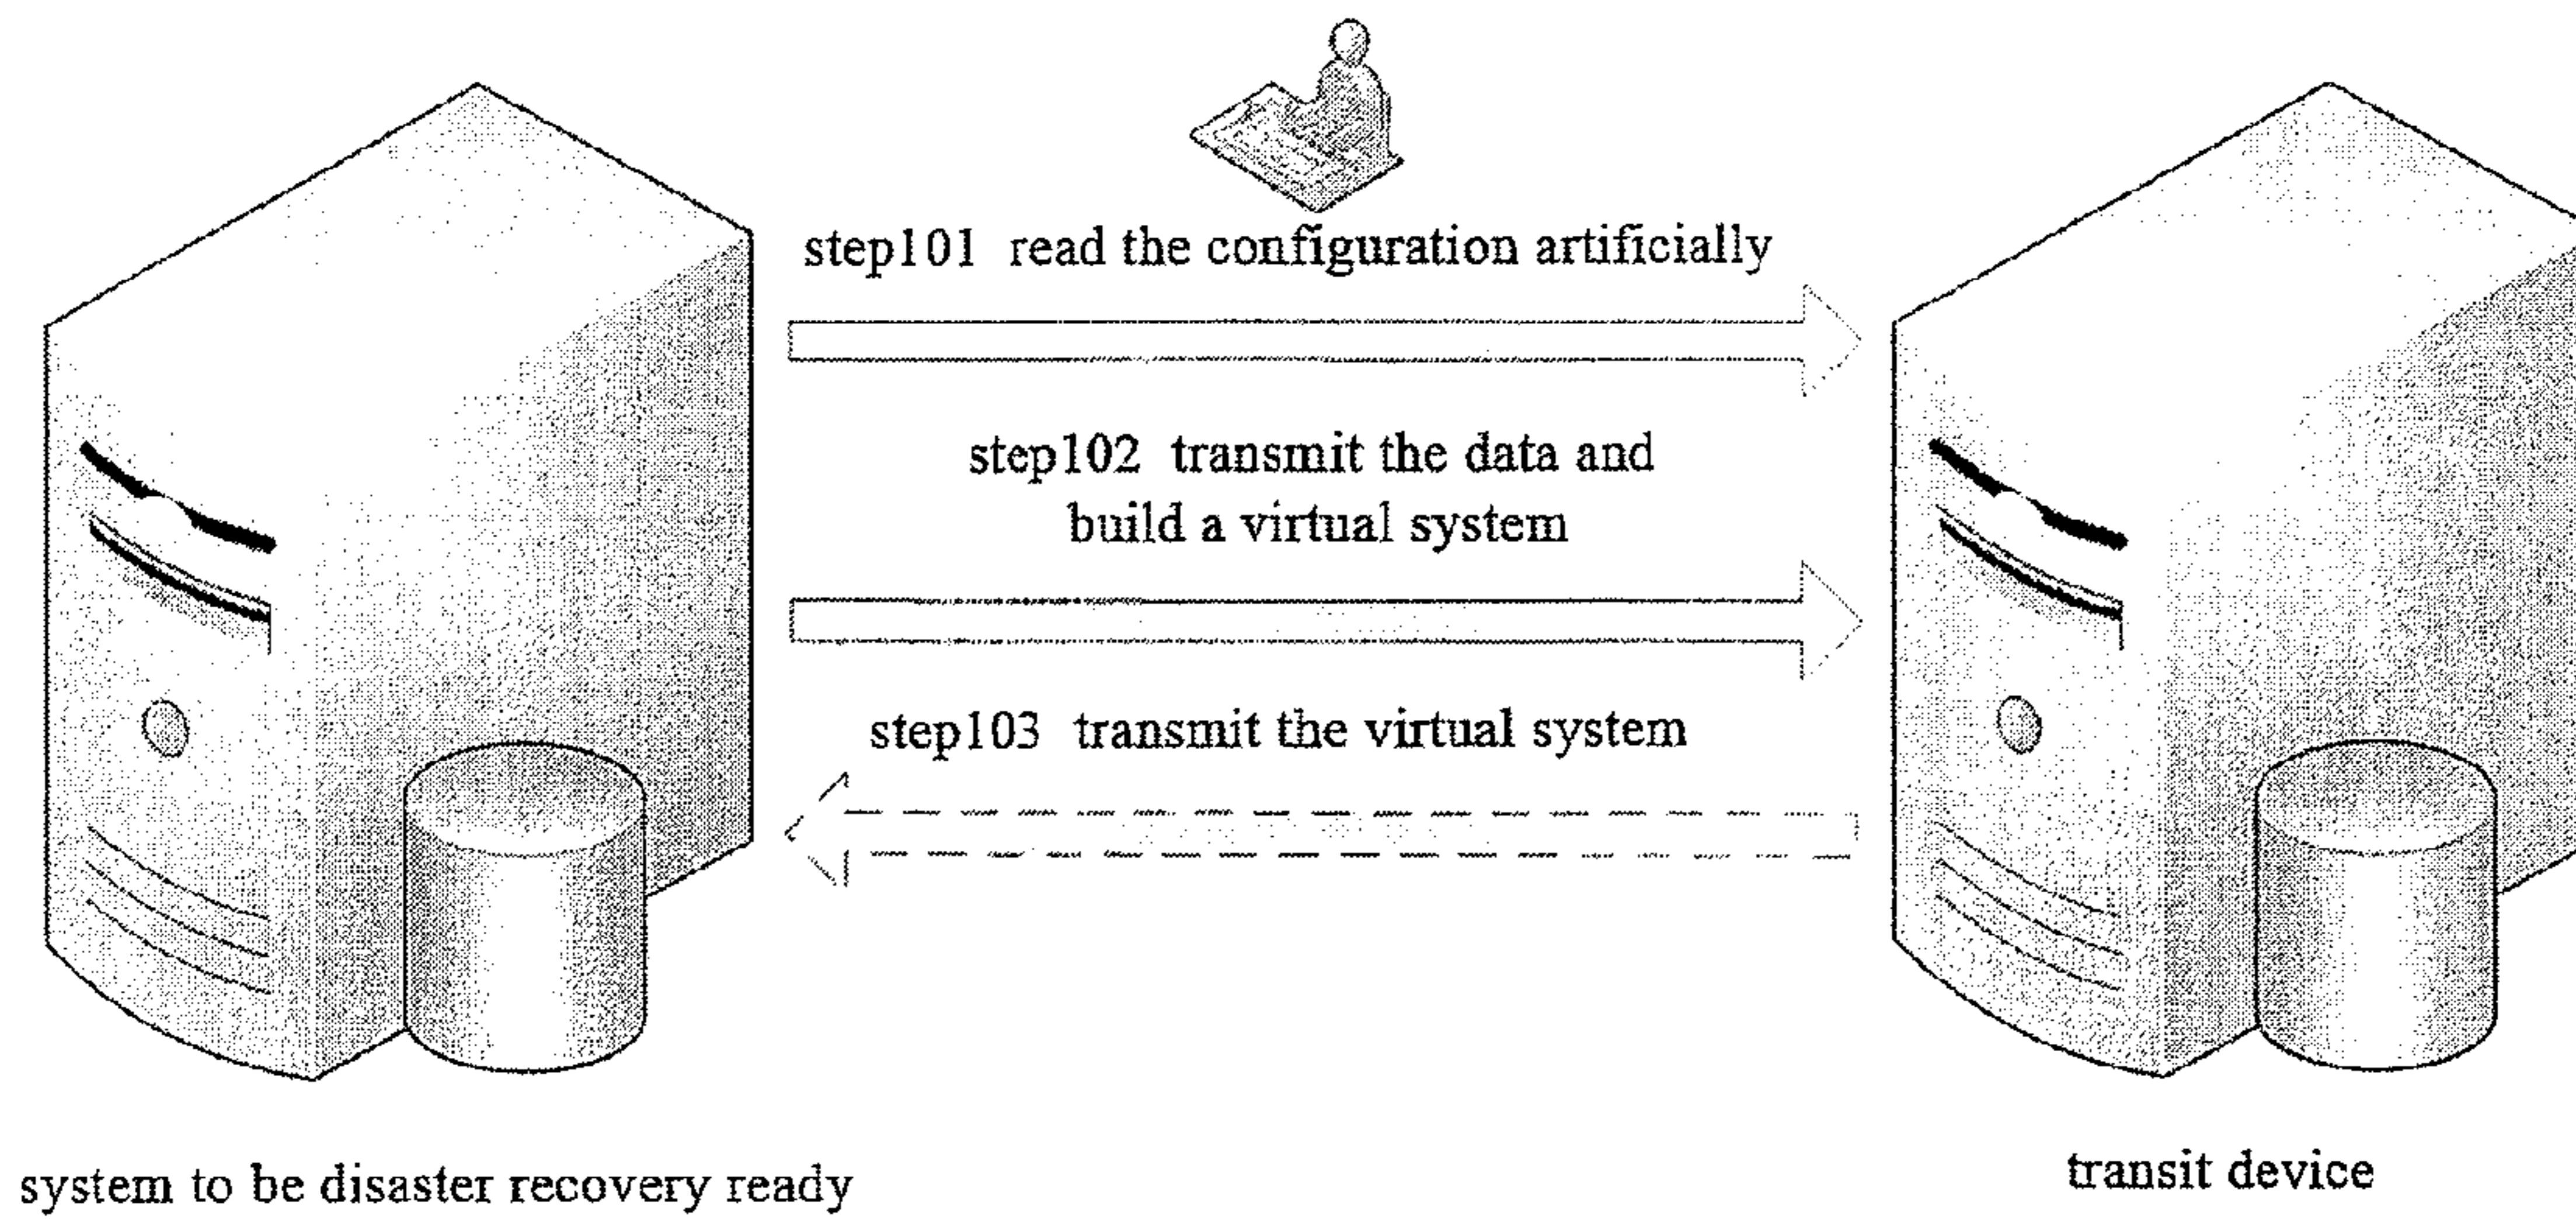 step101 read the configuration artificially
step102 transmit the data and
build a virtual system
step103 transmit the virtual system
system to be disaster recovery ready
transit device